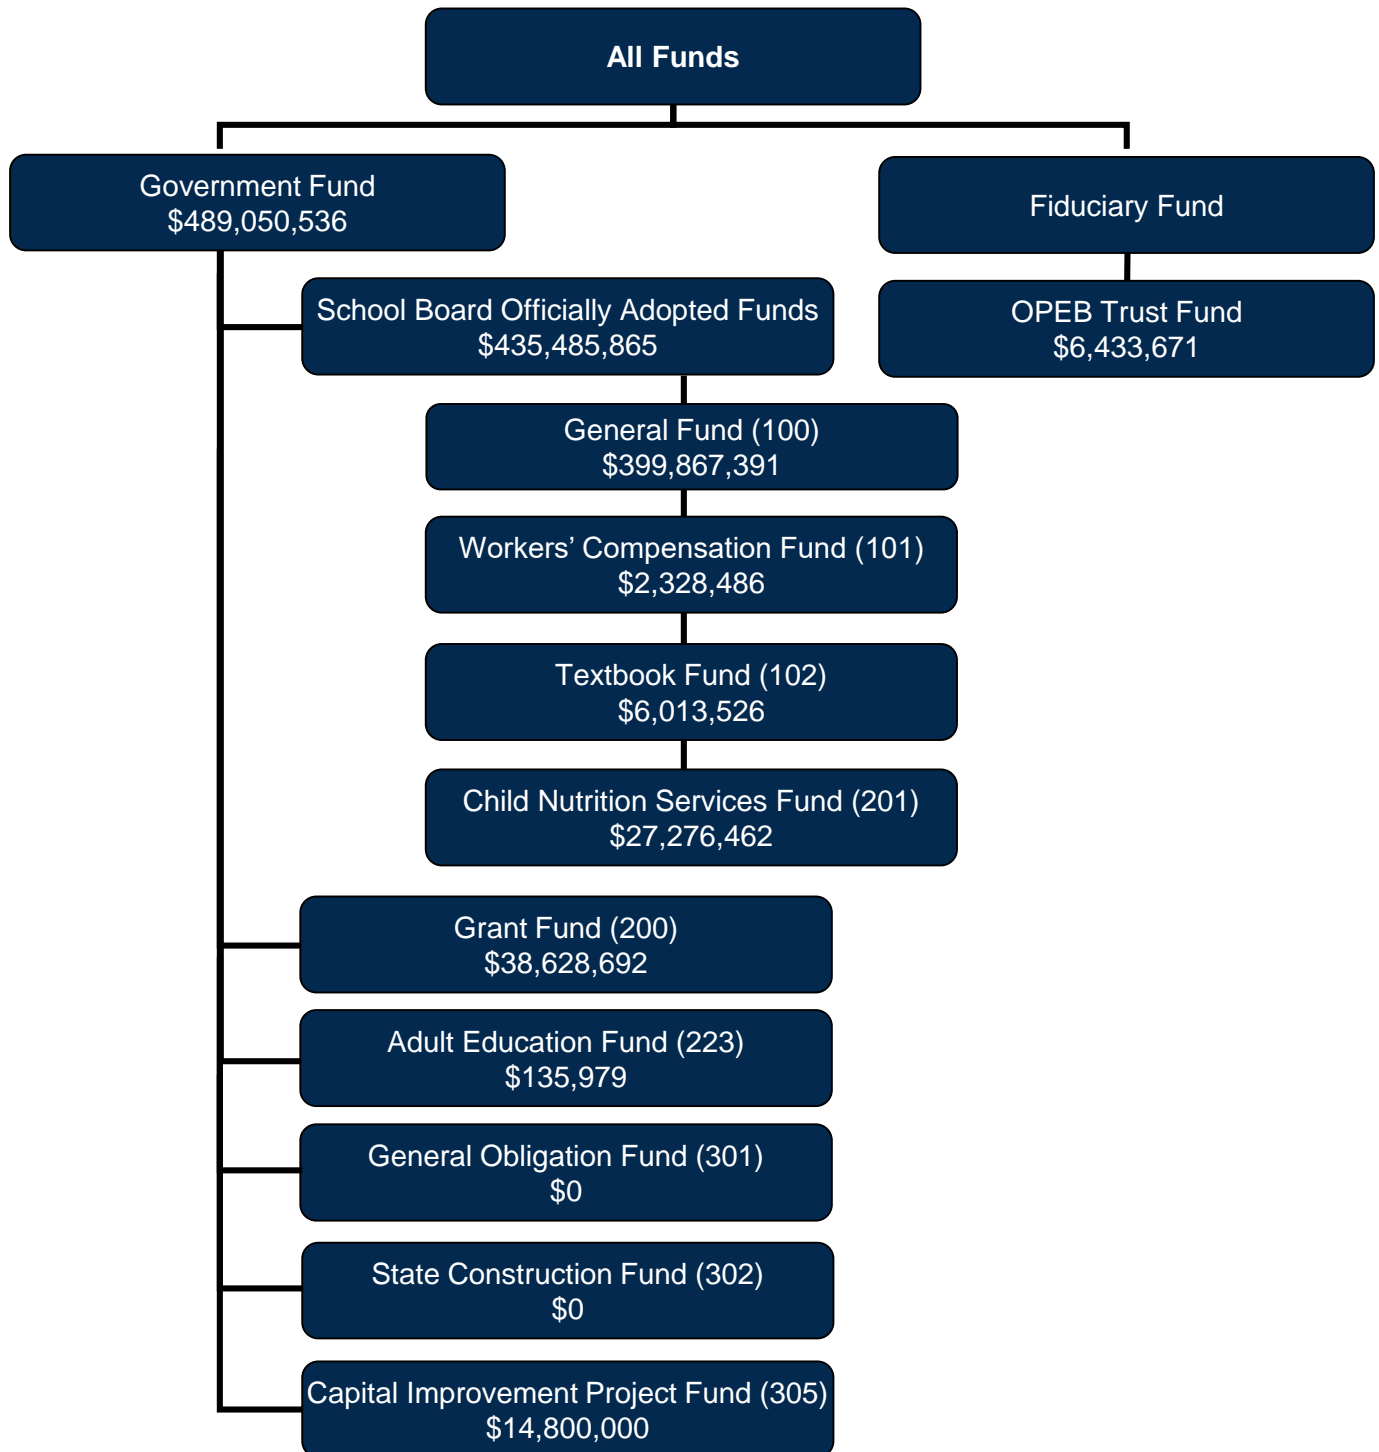 All Funds
Government Fund
$489,050,536
Fiduciary Fund
School Board Officially Adopted Funds
$435,485,865
OPEB Trust Fund
$6,433,671
General Fund (100)
$399,867,391
Workers’ Compensation Fund (101)
$2,328,486
Textbook Fund (102)
$6,013,526
Child Nutrition Services Fund (201)
$27,276,462
Grant Fund (200)
$38,628,692
Adult Education Fund (223)
$135,979
General Obligation Fund (301)
$0
State Construction Fund (302)
$0
Capital Improvement Project Fund (305)
$14,800,000